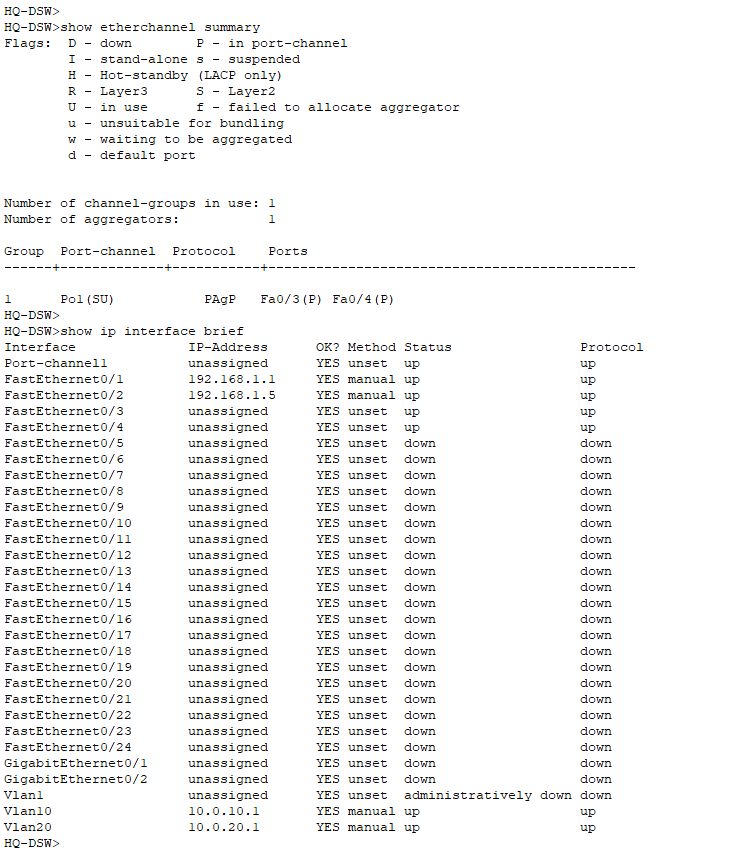 HQ-DSW>
HQ-DSW>show etherchannel summary
Flags:  D - down        P - in port-channel
        I - stand-alone s - suspended
        H - Hot-standby (LACP only)
        R - Layer3      S - Layer2
        U - in use      f - failed to allocate aggregator
        u - unsuitable for bundling
        w - waiting to be aggregated
        d - default port
Number of channel-groups in use: 1
Number of aggregators:           1
Group  Port-channel  Protocol    Ports
------+-------------+-----------+----------------------------------------------
1      Po1(SU)           PAgP   Fa0/3(P) Fa0/4(P)
HQ-DSW>
HQ-DSW>show ip interface brief
Interface              IP-Address      OK? Method Status                Protocol
Port-channel1          unassigned      YES unset  up                    up
FastEthernet0/1        192.168.1.1     YES manual up                    up
FastEthernet0/2        192.168.1.5     YES manual up                    up
FastEthernet0/3        unassigned      YES unset  up                    up
FastEthernet0/4        unassigned      YES unset  up                    up
FastEthernet0/5        unassigned      YES unset  down                  down
FastEthernet0/6        unassigned      YES unset  down                  down
FastEthernet0/7        unassigned      YES unset  down                  down
FastEthernet0/8        unassigned      YES unset  down                  down
FastEthernet0/9        unassigned      YES unset  down                  down
FastEthernet0/10       unassigned      YES unset  down                  down
FastEthernet0/11       unassigned      YES unset  down                  down
FastEthernet0/12       unassigned      YES unset  down                  down
FastEthernet0/13       unassigned      YES unset  down                  down
FastEthernet0/14       unassigned      YES unset  down                  down
FastEthernet0/15       unassigned      YES unset  down                  down
FastEthernet0/16       unassigned      YES unset  down                  down
FastEthernet0/17       unassigned      YES unset  down                  down
FastEthernet0/18       unassigned      YES unset  down                  down
FastEthernet0/19       unassigned      YES unset  down                  down
FastEthernet0/20       unassigned      YES unset  down                  down
FastEthernet0/21       unassigned      YES unset  down                  down
FastEthernet0/22       unassigned      YES unset  down                  down
FastEthernet0/23       unassigned      YES unset  down                  down
FastEthernet0/24       unassigned      YES unset  down                  down
GigabitEthernet0/1     unassigned      YES unset  down                  down
GigabitEthernet0/2     unassigned      YES unset  down                  down
Vlan1                  unassigned      YES unset  administratively down down
Vlan10                 10.0.10.1       YES manual up                    up
Vlan20                 10.0.20.1       YES manual up                    up
HQ-DSW>